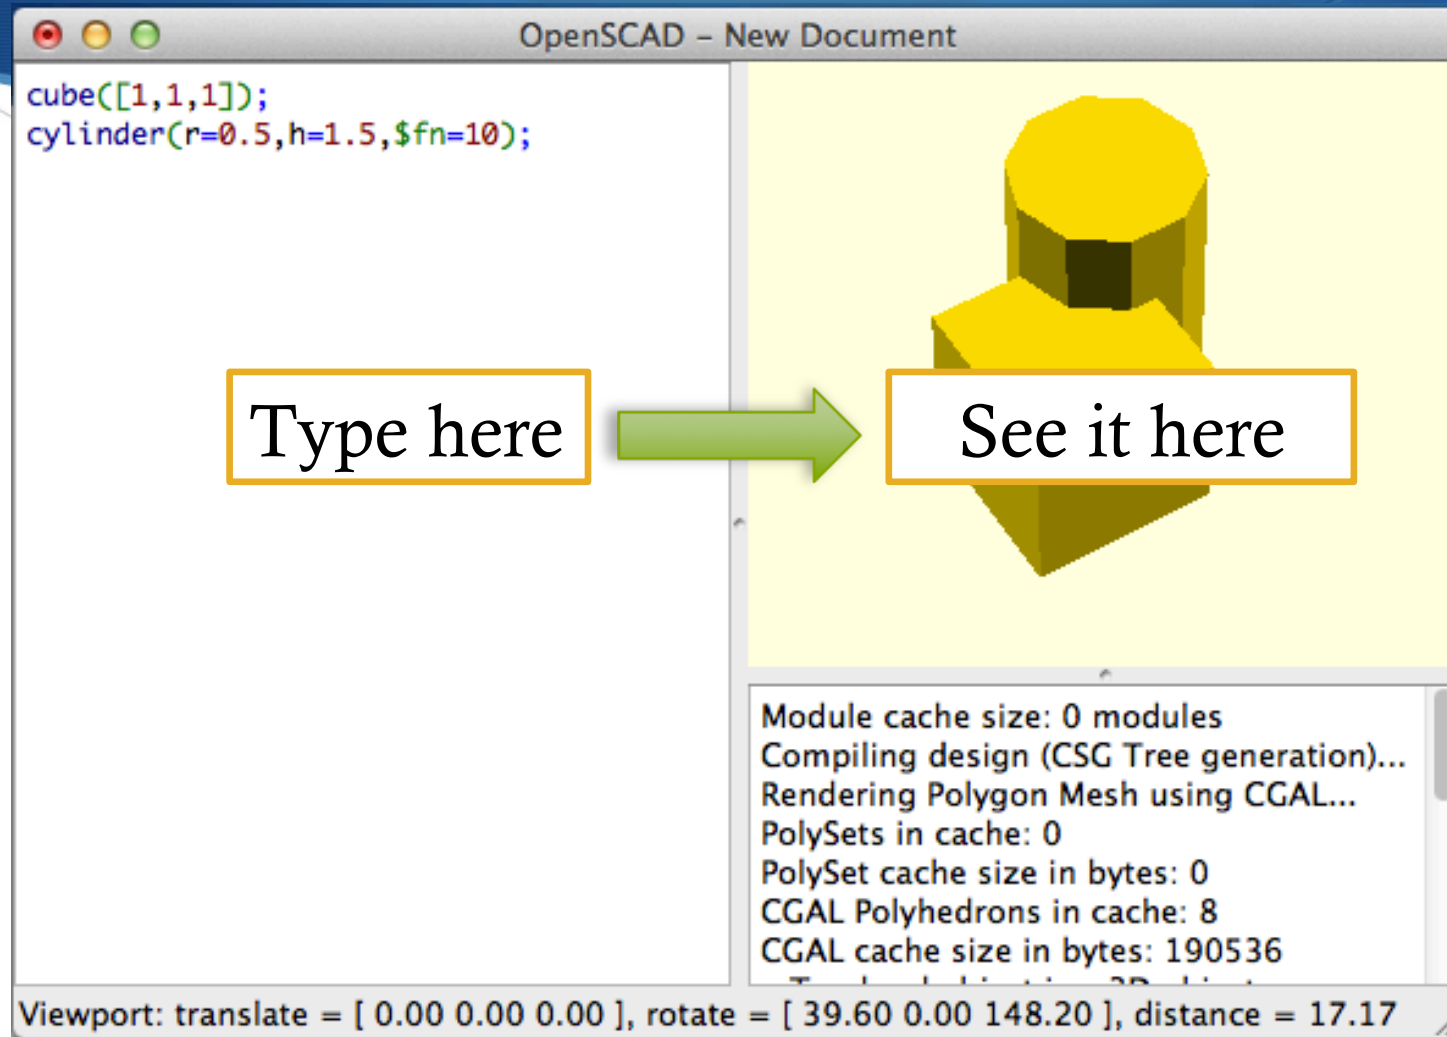 OpenSCAD – New Document
cube([1,1,1]);
cylinder(r=0.5,h=1.5,$fn=10);
Type here
See it here
Module cache size: 0 modules
Compiling design (CSG Tree generation)...
Rendering Polygon Mesh using CGAL...
PolySets in cache: 0
PolySet cache size in bytes: 0
CGAL Polyhedrons in cache: 8
CGAL cache size in bytes: 190536
Viewport: translate = [ 0.00 0.00 0.00 ], rotate = [ 39.60 0.00 148.20 ], distance = 17.17